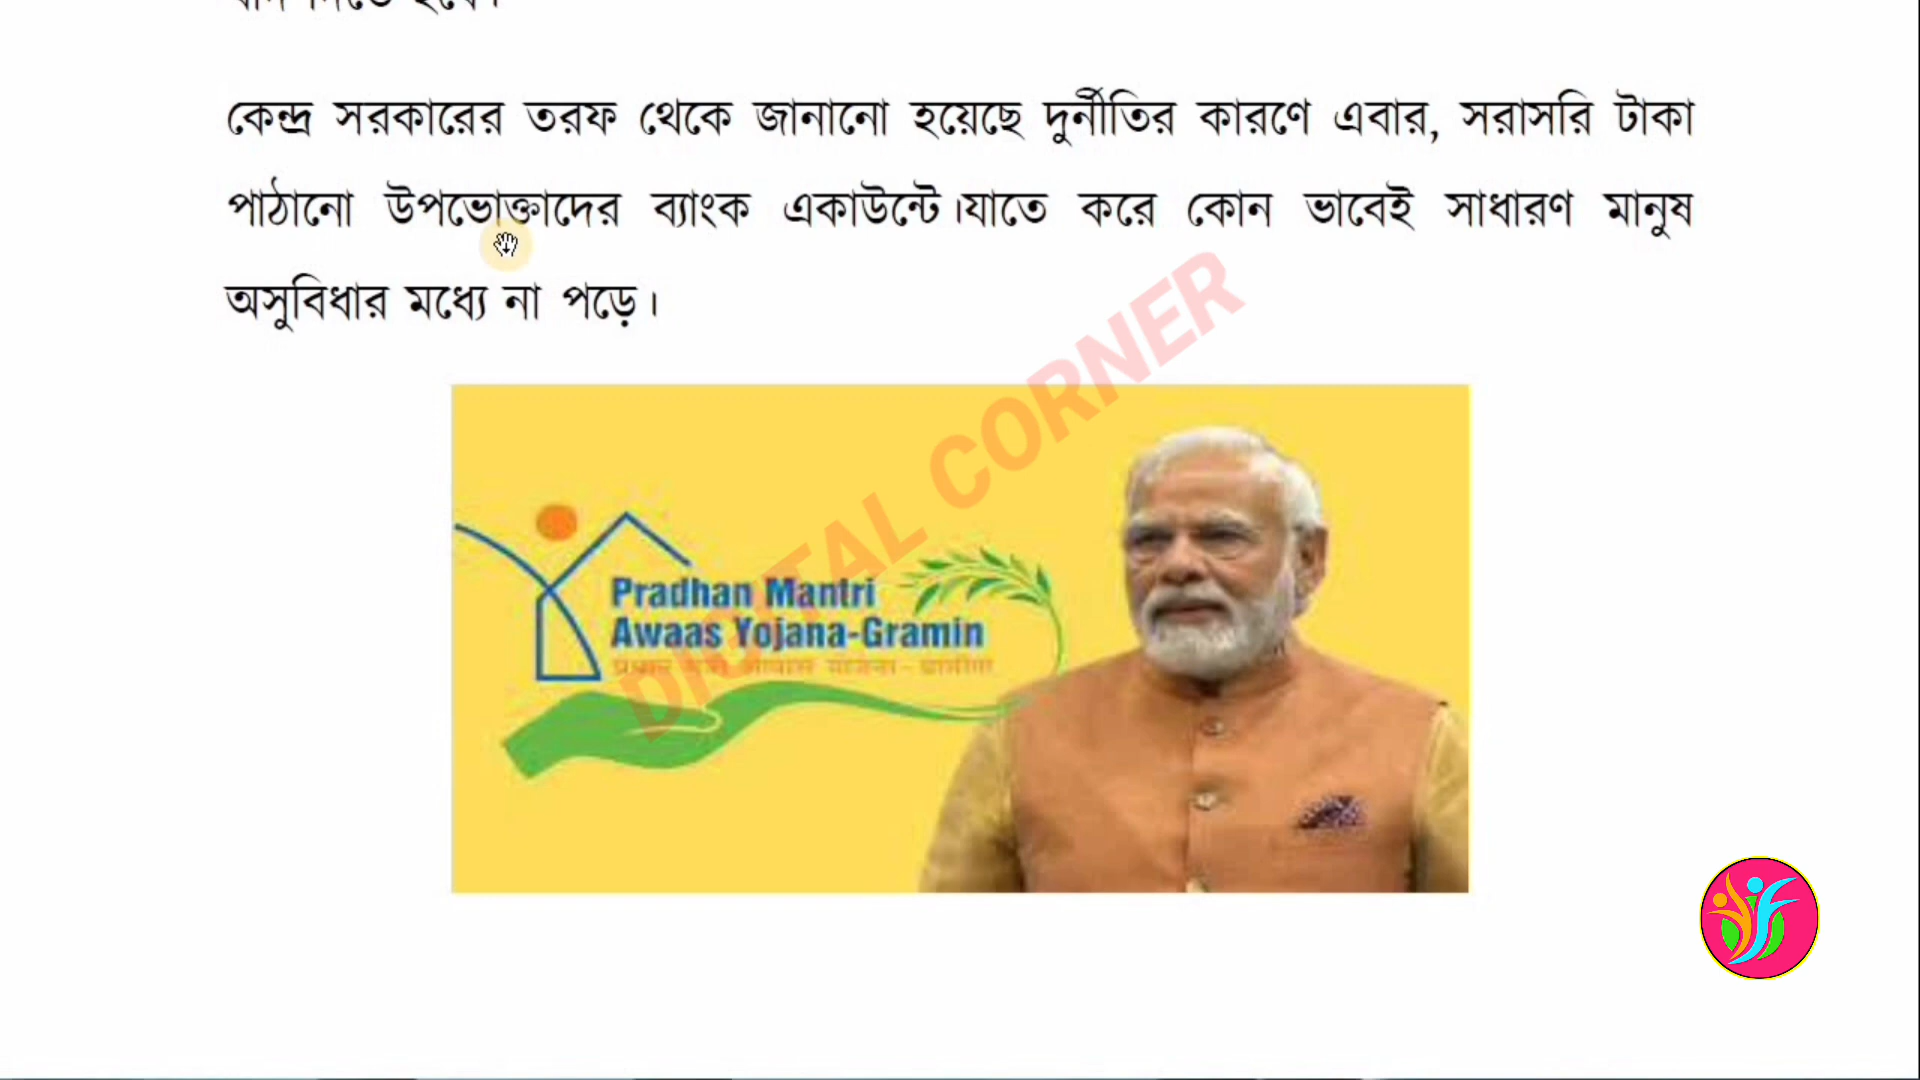 কেন্দ্র সরকারের তরফ থেকে জানানো হয়েছে দুর্নীতির কারণে এবার, সরাসরি টাকা
পাঠানো উপভোক্তাদের ব্যাংক একাউন্টে।যাতে করে কোন ভাবেই সাধারণ মানুষ
অসুবিধার মধ্যে না পড়ে।
DIGITAL CORNER
Pradhan Mantri
Awaas Yojana-Gramin